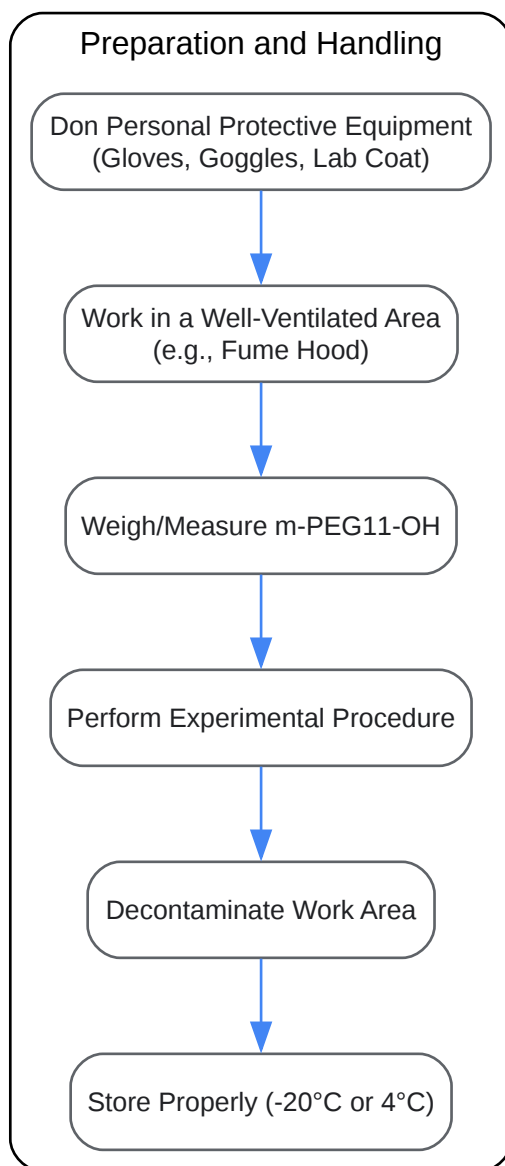 Preparation and Handling
Don Personal Protective Equipment
(Gloves, Goggles, Lab Coat)
Work in a Well-Ventilated Area
(e.g., Fume Hood)
Weigh/Measure m-PEG11-OH
Perform Experimental Procedure
Decontaminate Work Area
Store Properly (-20°C or 4°C)